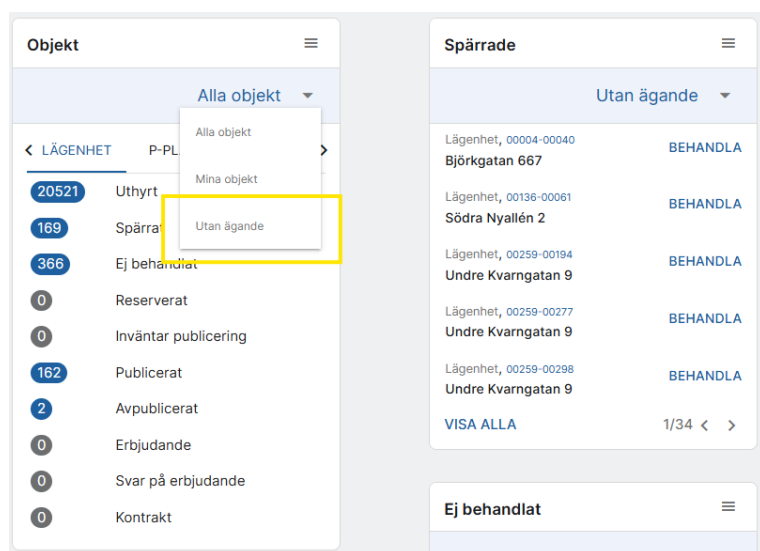 Objekt
Alla objekt
Alla objekt
Mina objekt
Utan ägande
LÄGENHET P-PL
20521 Uthyrt
169 Spärrat
366 Ej behandlat
0 Reserverat
0 Inväntar publicering
162 Publicerat
2 Avpublicerat
0 Erbjudande
0 Svar på erbjudande
0 Kontrakt
Spärrade
Utan ägande
Lägenhet, 00004-00040
Björkgatan 667
BEHANDLA
Lägenhet, 00136-00061
Södra Nyallén 2
BEHANDLA
Lägenhet, 00259-00194
Undre Kvarngatan 9
BEHANDLA
Lägenhet, 00259-00277
Undre Kvarngatan 9
BEHANDLA
Lägenhet, 00259-00298
Undre Kvarngatan 9
BEHANDLA
VISA ALLA 1/34
Ej behandlat